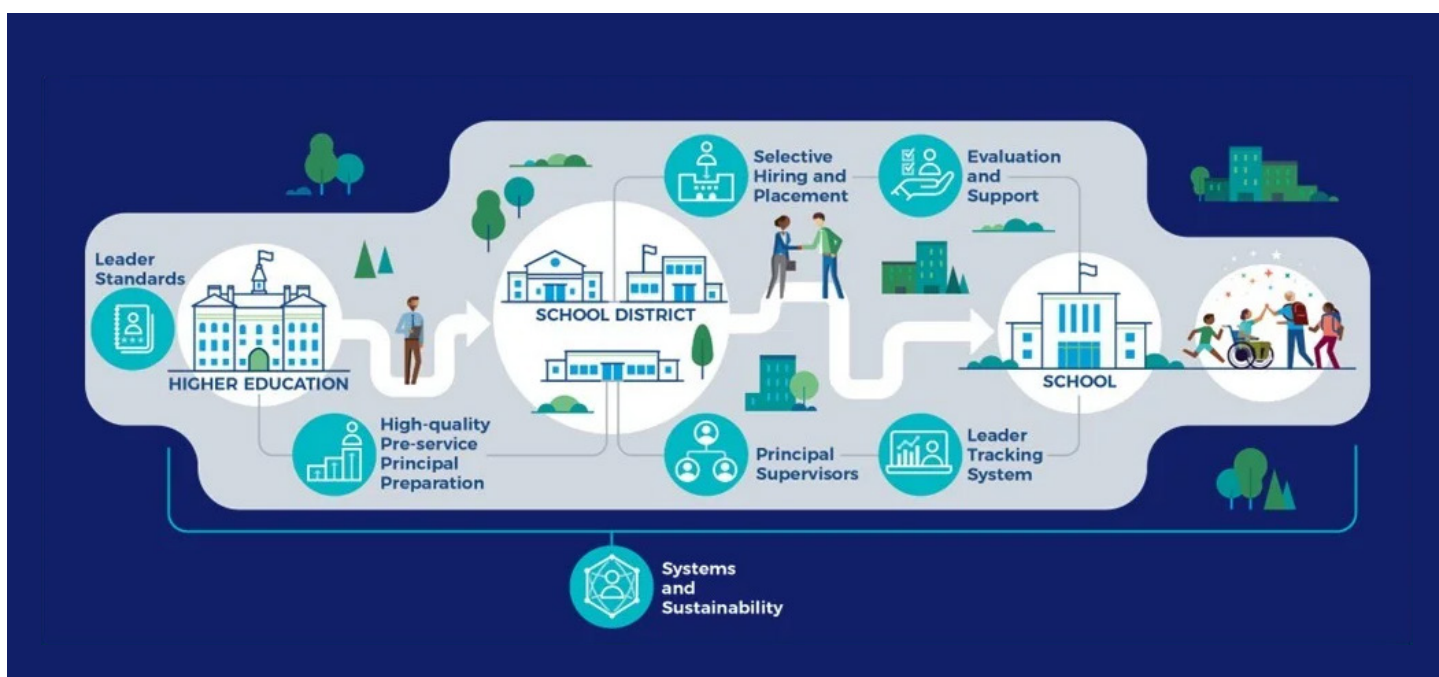 Leader
Standards
HIGHER EDUCATION
High-quality
Pre-service
Principal
Preparation
SCHOOL DISTRICT
Selective
Hiring and
Placement
Evaluation
and
Support
Principal
Supervisors
Leader
Tracking
System
SCHOOL
Systems
and
Sustainability